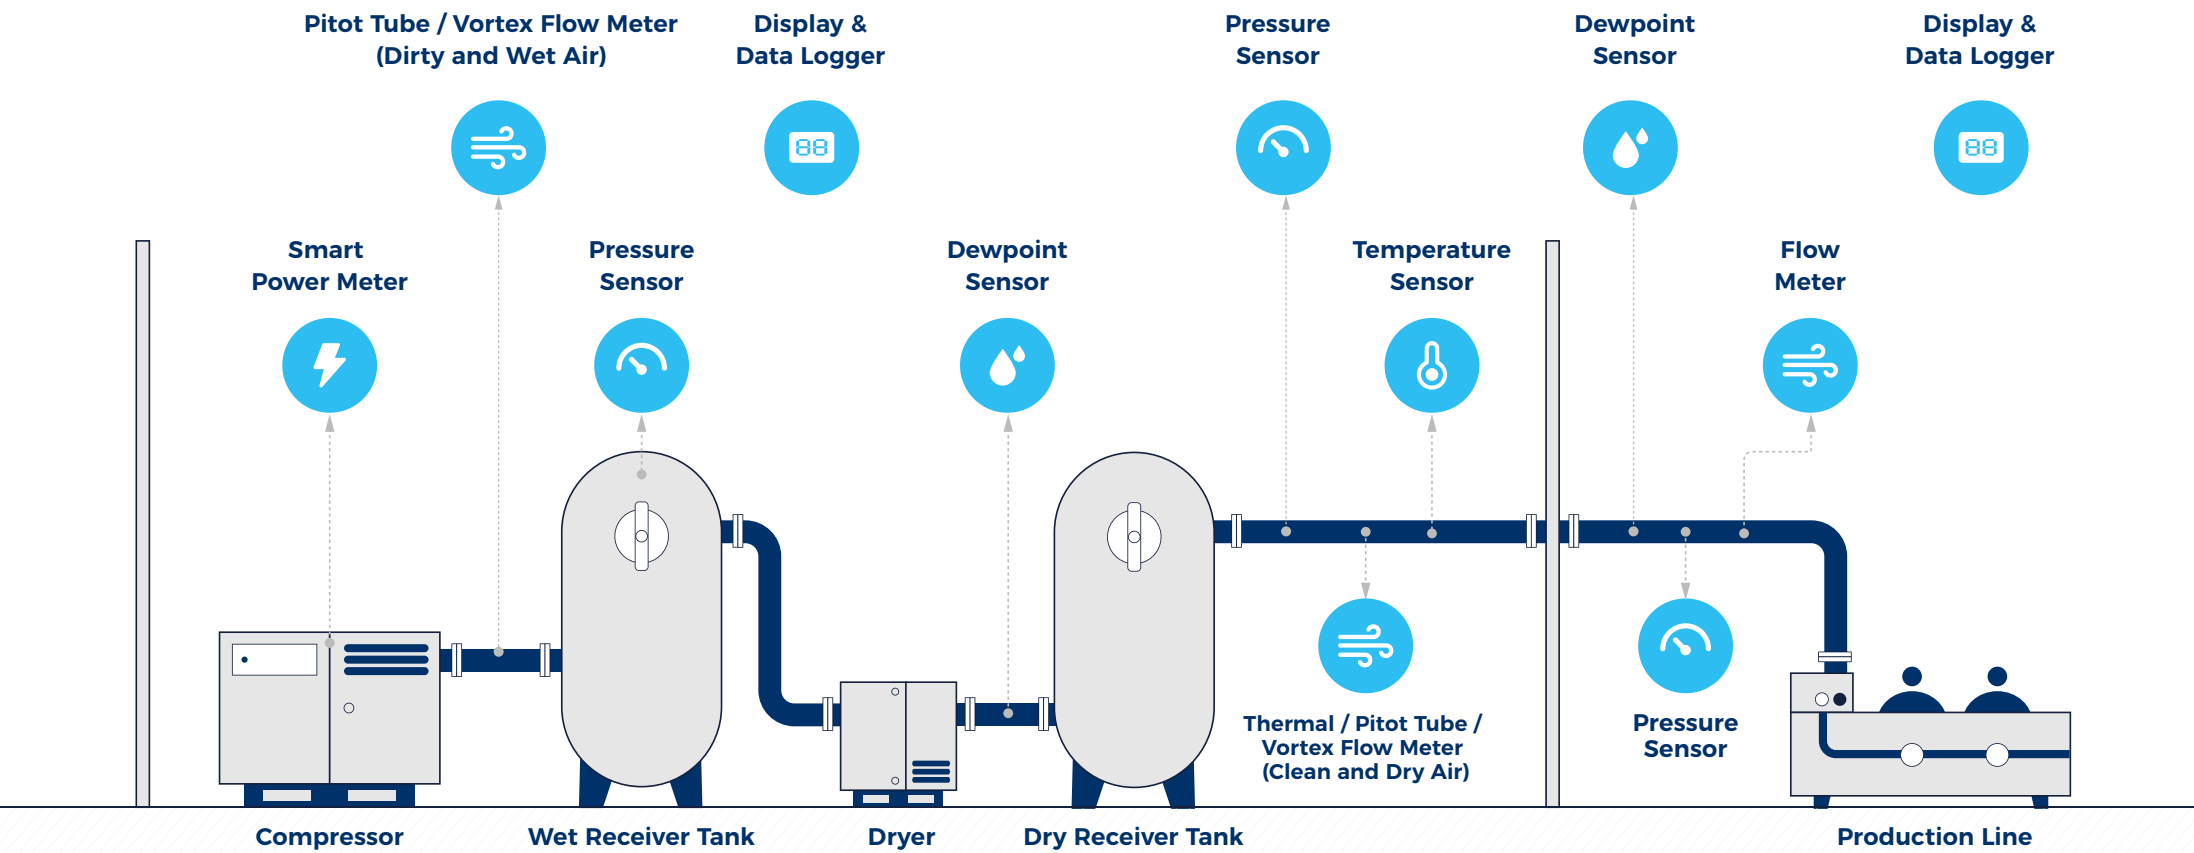 Pitot Tube / Vortex Flow Meter
(Dirty and Wet Air)
Display &
Data Logger
Pressure
Sensor
Dewpoint
Sensor
Display &
Data Logger
88
88
Smart
Power Meter
Pressure
Sensor
Dewpoint
Sensor
Temperature
Sensor
Flow
Meter
Thermal / Pitot Tube /
Vortex Flow Meter
(Clean and Dry Air)
Pressure
Sensor
Compressor
Wet Receiver Tank
Dryer
Dry Receiver Tank
Production Line